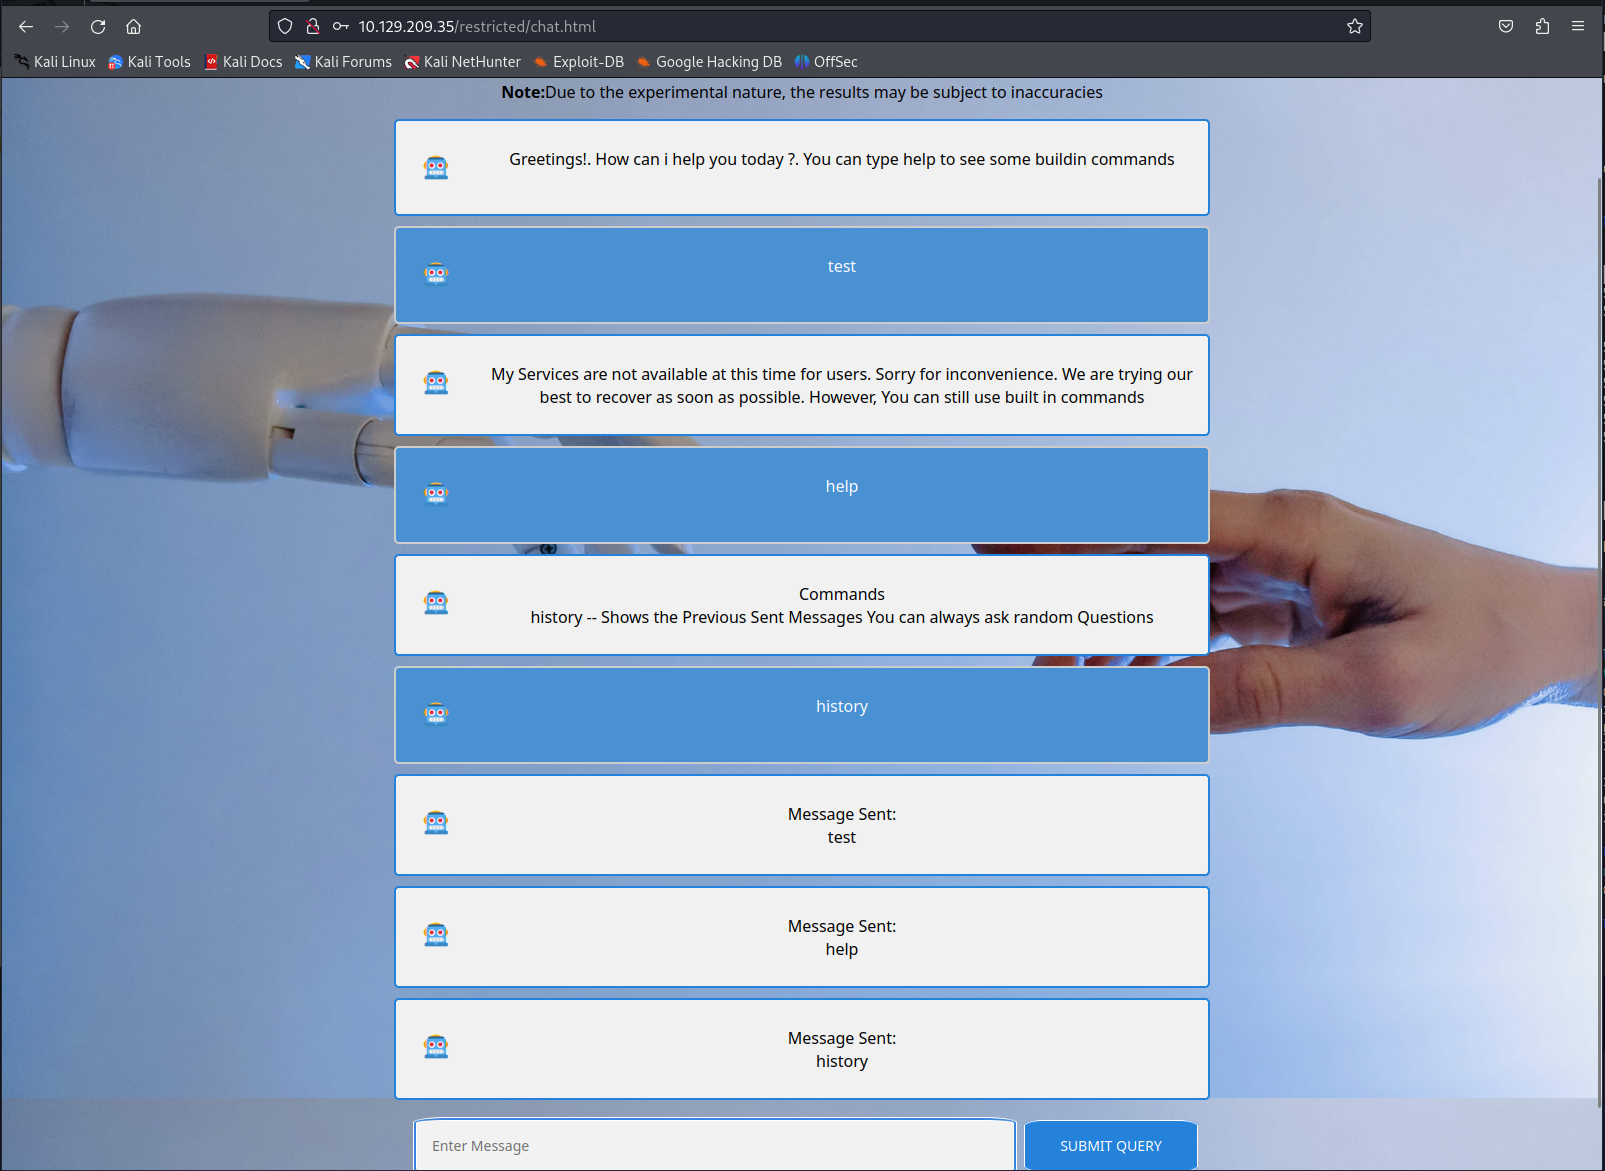 10.129.209.35/restricted/chat.html
Kali Linux Kali Tools Kali Docs Kali Forums Kali NetHunter Exploit-DB Google Hacking DB OffSec
Note:Due to the experimental nature, the results may be subject to inaccuracies
Greetings!. How can i help you today ?. You can type help to see some buildin commands
test
My Services are not available at this time for users. Sorry for inconvenience. We are trying our
best to recover as soon as possible. However, You can still use built in commands
help
Commands
history -- Shows the Previous Sent Messages You can always ask random Questions
history
Message Sent:
test
Message Sent:
help
Message Sent:
history
Enter Message
SUBMIT QUERY